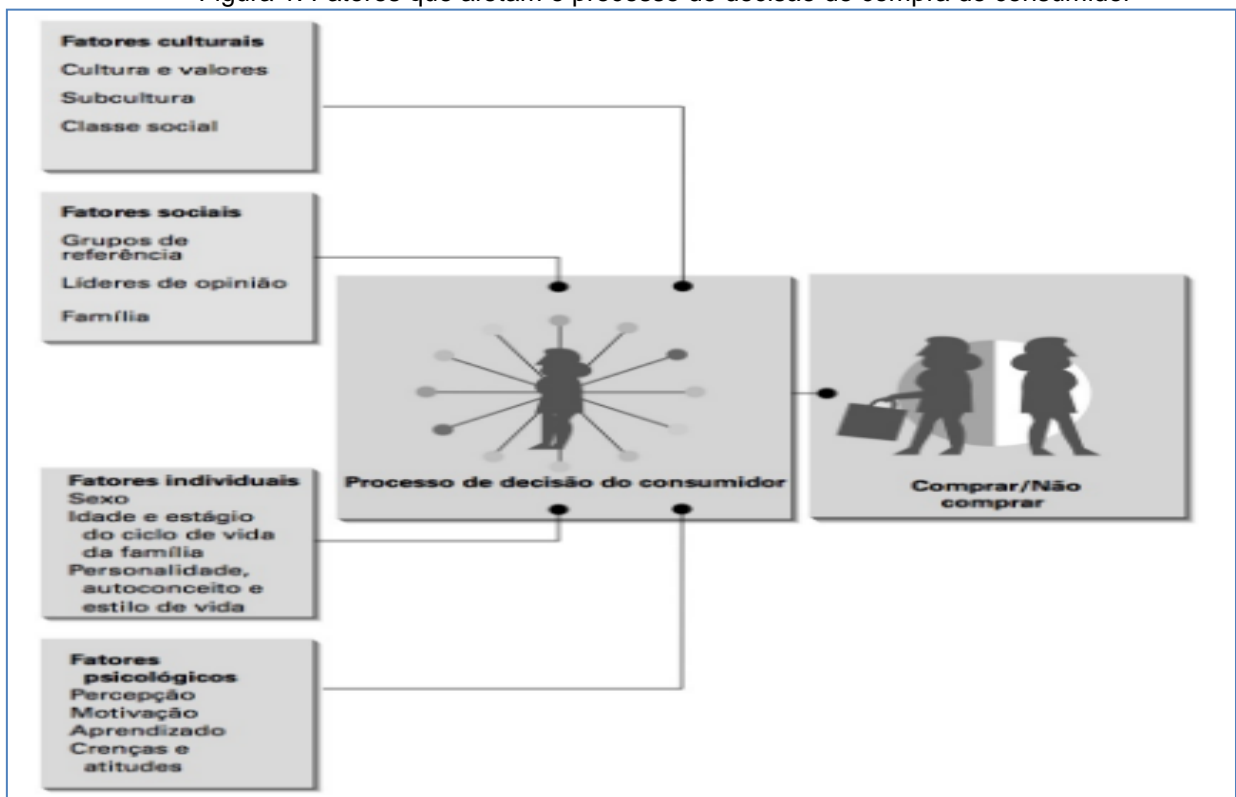 Fatores culturais
Cultura e valores
Subcultura
Classe social
Fatores sociais
Grupos de
referência
Líderes de opinião
Família
Processo de decisão do consumidor
Comprar/Não
comprar
Fatores individuais
Sexo
Idade e estágio
do ciclo de vida
da família
Personalidade,
autoconceito e
estilo de vida
Fatores
psicológicos
Percepção
Motivação
Aprendizado
Crenças e
atitudes